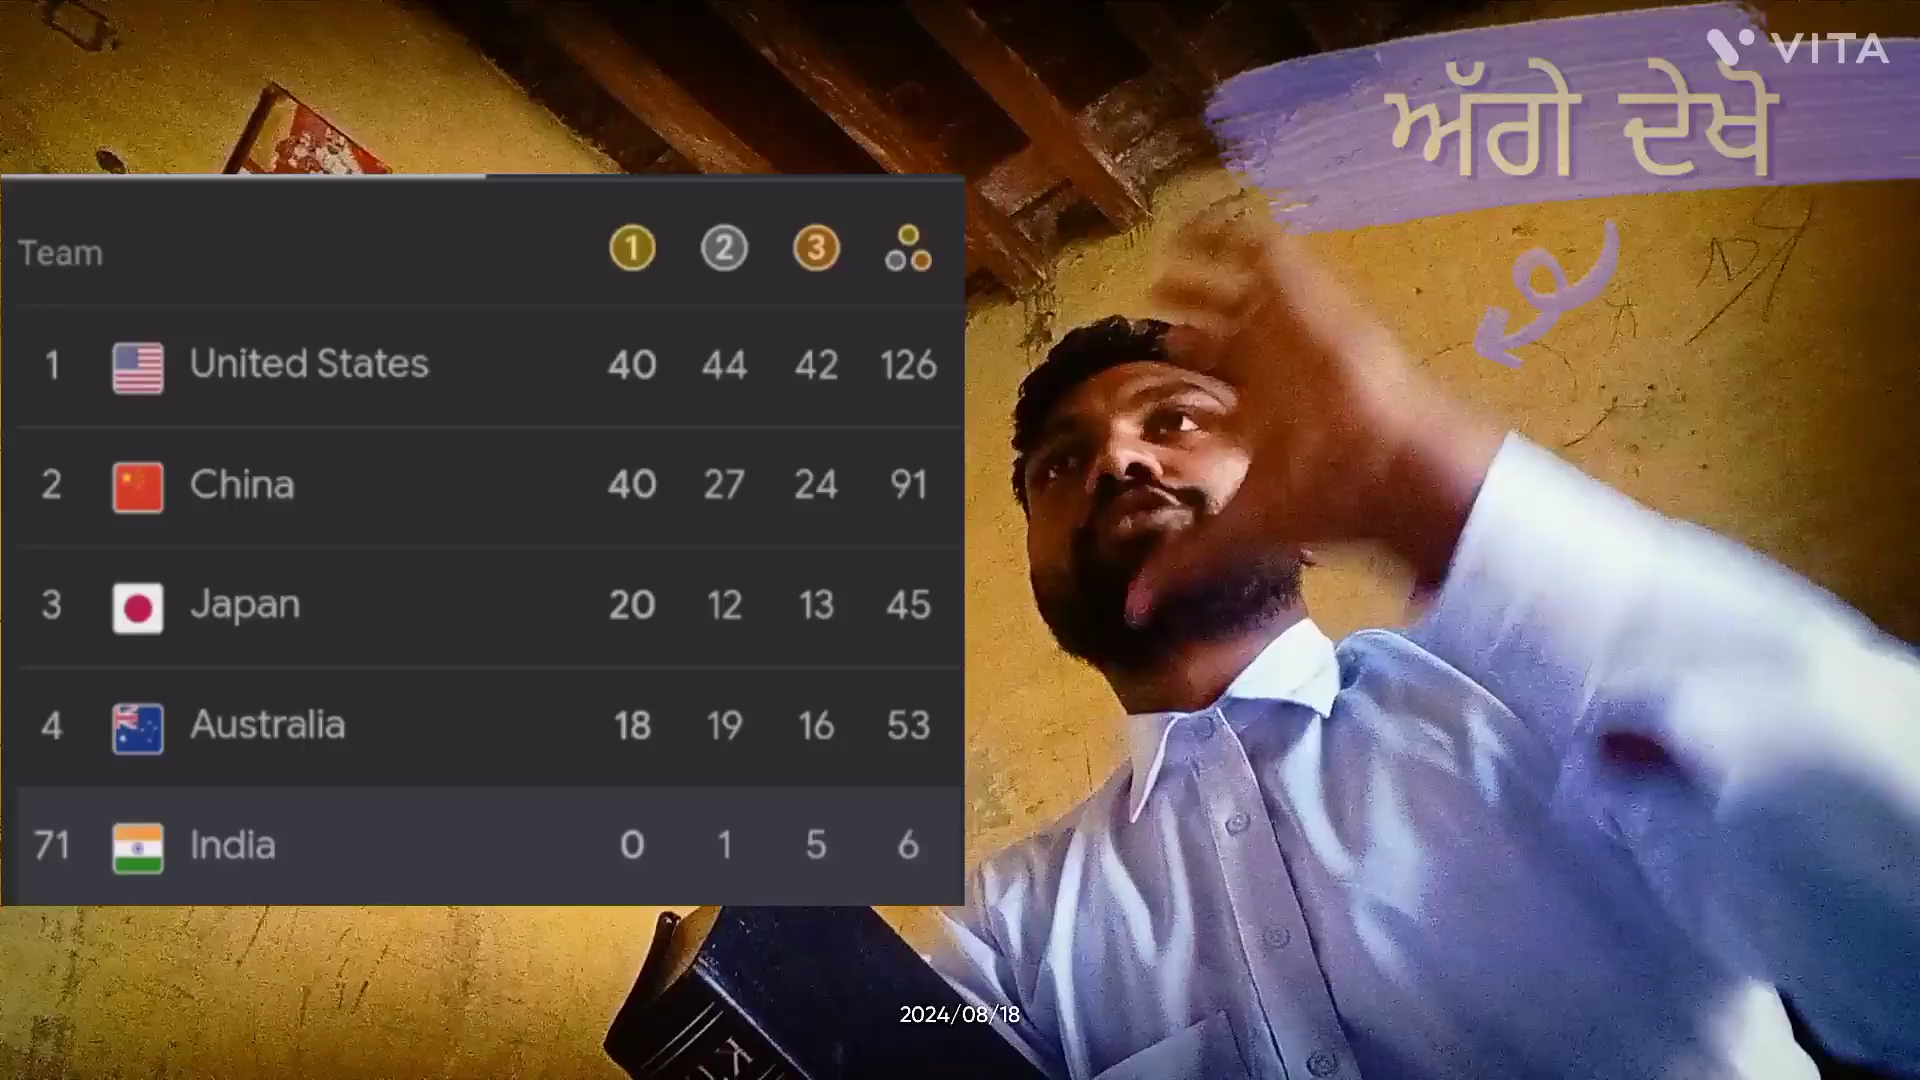 VITA
ਅੱਗੇ ਦੇਖੋ
Team 1 2 3
1 United States 40 44 42 126
2 China 40 27 24 91
3 Japan 20 12 13 45
4 Australia 18 19 16 53
71 India 0 1 5 6
2024/08/18